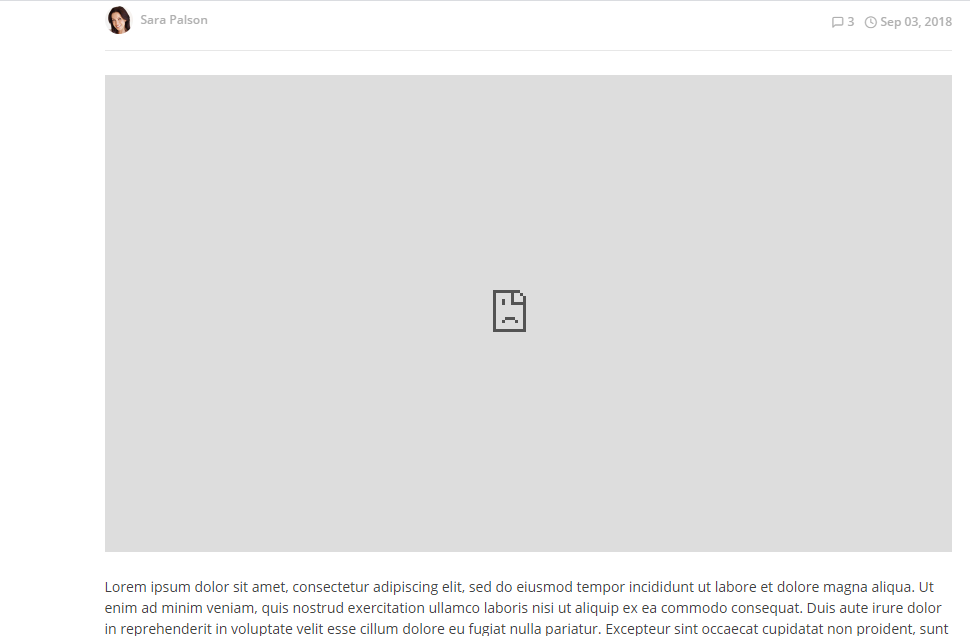 Sara Palson
3 Sep 03, 2018
Lorem ipsum dolor sit amet, consectetur adipiscing elit, sed do eiusmod tempor incididunt ut labore et dolore magna aliqua. Ut
enim ad minim veniam, quis nostrud exercitation ullamco laboris nisi ut aliquip ex ea commodo consequat. Duis aute irure dolor
in reprehenderit in voluptate velit esse cillum dolore eu fugiat nulla pariatur. Excepteur sint occaecat cupidatat non proident, sunt